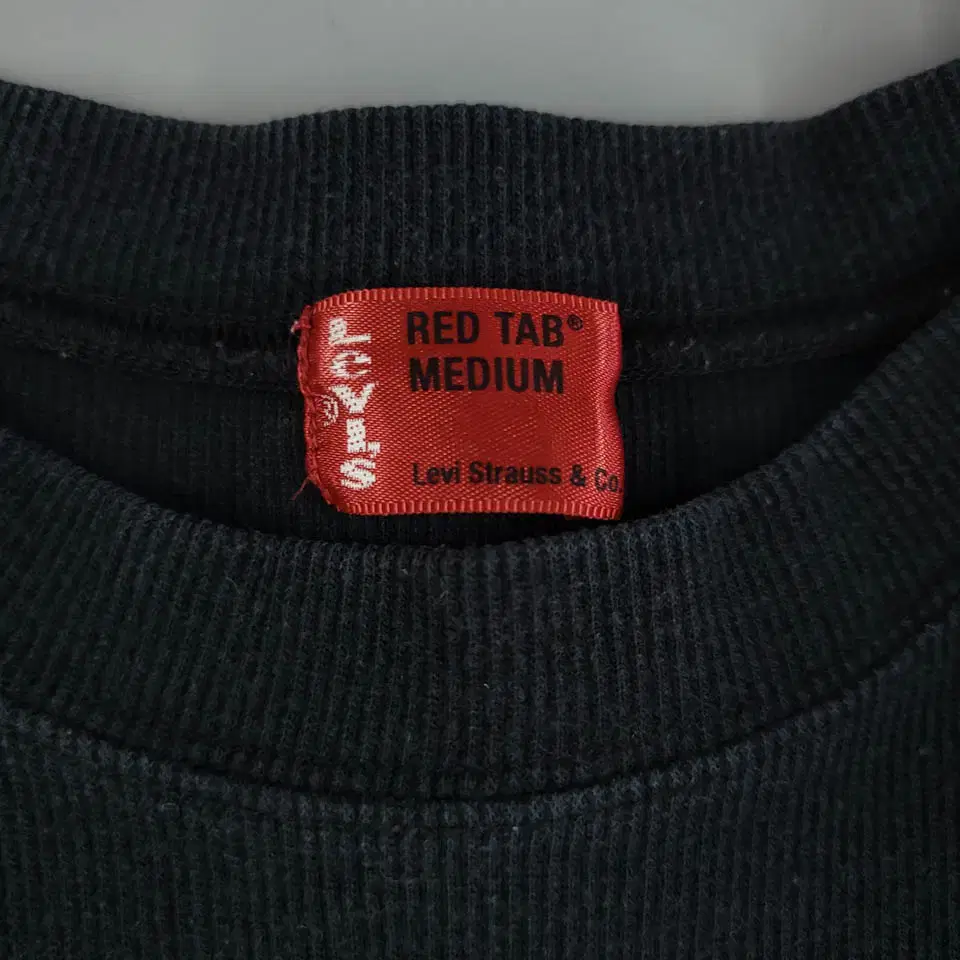 LEVI'S
®
RED TAB®
MEDIUM
Levi Strauss & Co.